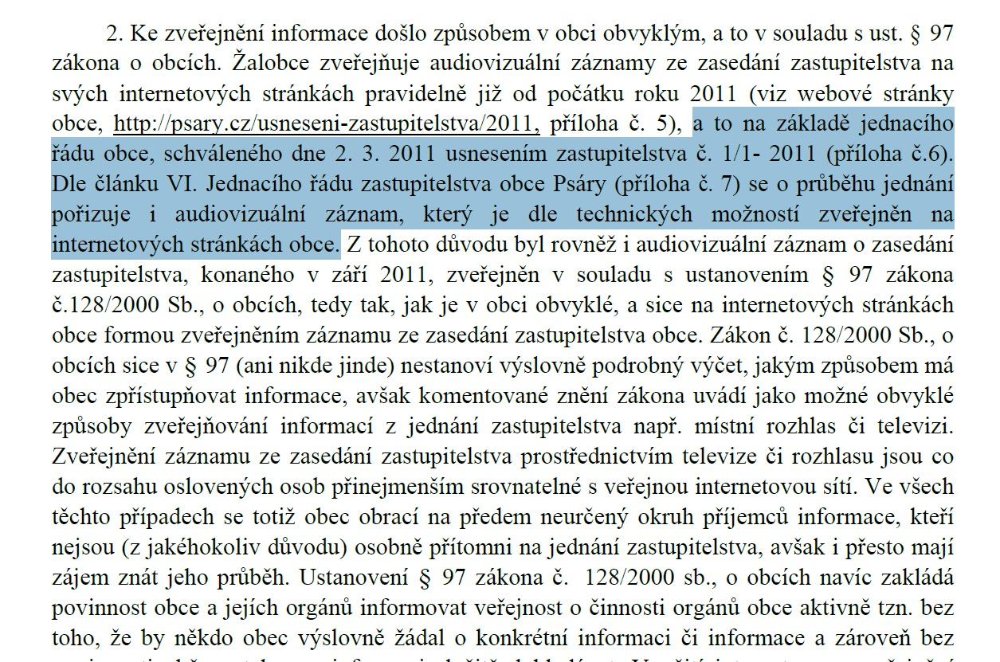 2. Ke zveřejnění informace došlo způsobem v obci obvyklým, a to v souladu s ust. § 97
zákona o obcích. Žalobce zveřejňuje audiovizuální záznamy ze zasedání zastupitelstva na
svých internetových stránkách pravidelně již od počátku roku 2011 (viz webové stránky
obce, http://psary.cz/usneseni-zastupitelstva/2011, příloha č. 5), a to na základě jednacího
řádu obce, schváleného dne 2. 3. 2011 usnesením zastupitelstva č. 1/1- 2011 (příloha č.6).
Dle článku VI. Jednacího řádu zastupitelstva obce Psáry (příloha č. 7) se o průběhu jednání
pořizuje i audiovizuální záznam, který je dle technických možností zveřejněn na
internetových stránkách obce. Z tohoto důvodu byl rovněž i audiovizuální záznam o zasedání
zastupitelstva, konaného v září 2011, zveřejněn v souladu s ustanovením § 97 zákona
č.128/2000 Sb., o obcích, tedy tak, jak je v obci obvyklé, a sice na internetových stránkách
obce formou zveřejněním záznamu ze zasedání zastupitelstva obce. Zákon č. 128/2000 Sb., o
obcích sice v § 97 (ani nikde jinde) nestanoví výslovně podrobný výčet, jakým způsobem má
obec zpřístupňovat informace, avšak komentované znění zákona uvádí jako možné obvyklé
způsoby zveřejňování informací z jednání zastupitelstva např. místní rozhlas či televizi.
Zveřejnění záznamu ze zasedání zastupitelstva prostřednictvím televize či rozhlasu jsou co
do rozsahu oslovených osob přinejmenším srovnatelné s veřejnou internetovou sítí. Ve všech
těchto případech se totiž obec obrací na předem neurčený okruh příjemců informace, kteří
nejsou (z jakéhokoliv důvodu) osobně přítomni na jednání zastupitelstva, avšak i přesto mají
zájem znát jeho průběh. Ustanovení § 97 zákona č. 128/2000 sb., o obcích navíc zakládá
povinnost obce a jejích orgánů informovat veřejnost o činnosti orgánů obce aktivně tzn. bez
toho, že by někdo obec výslovně žádal o konkrétní informaci či informace a zároveň bez